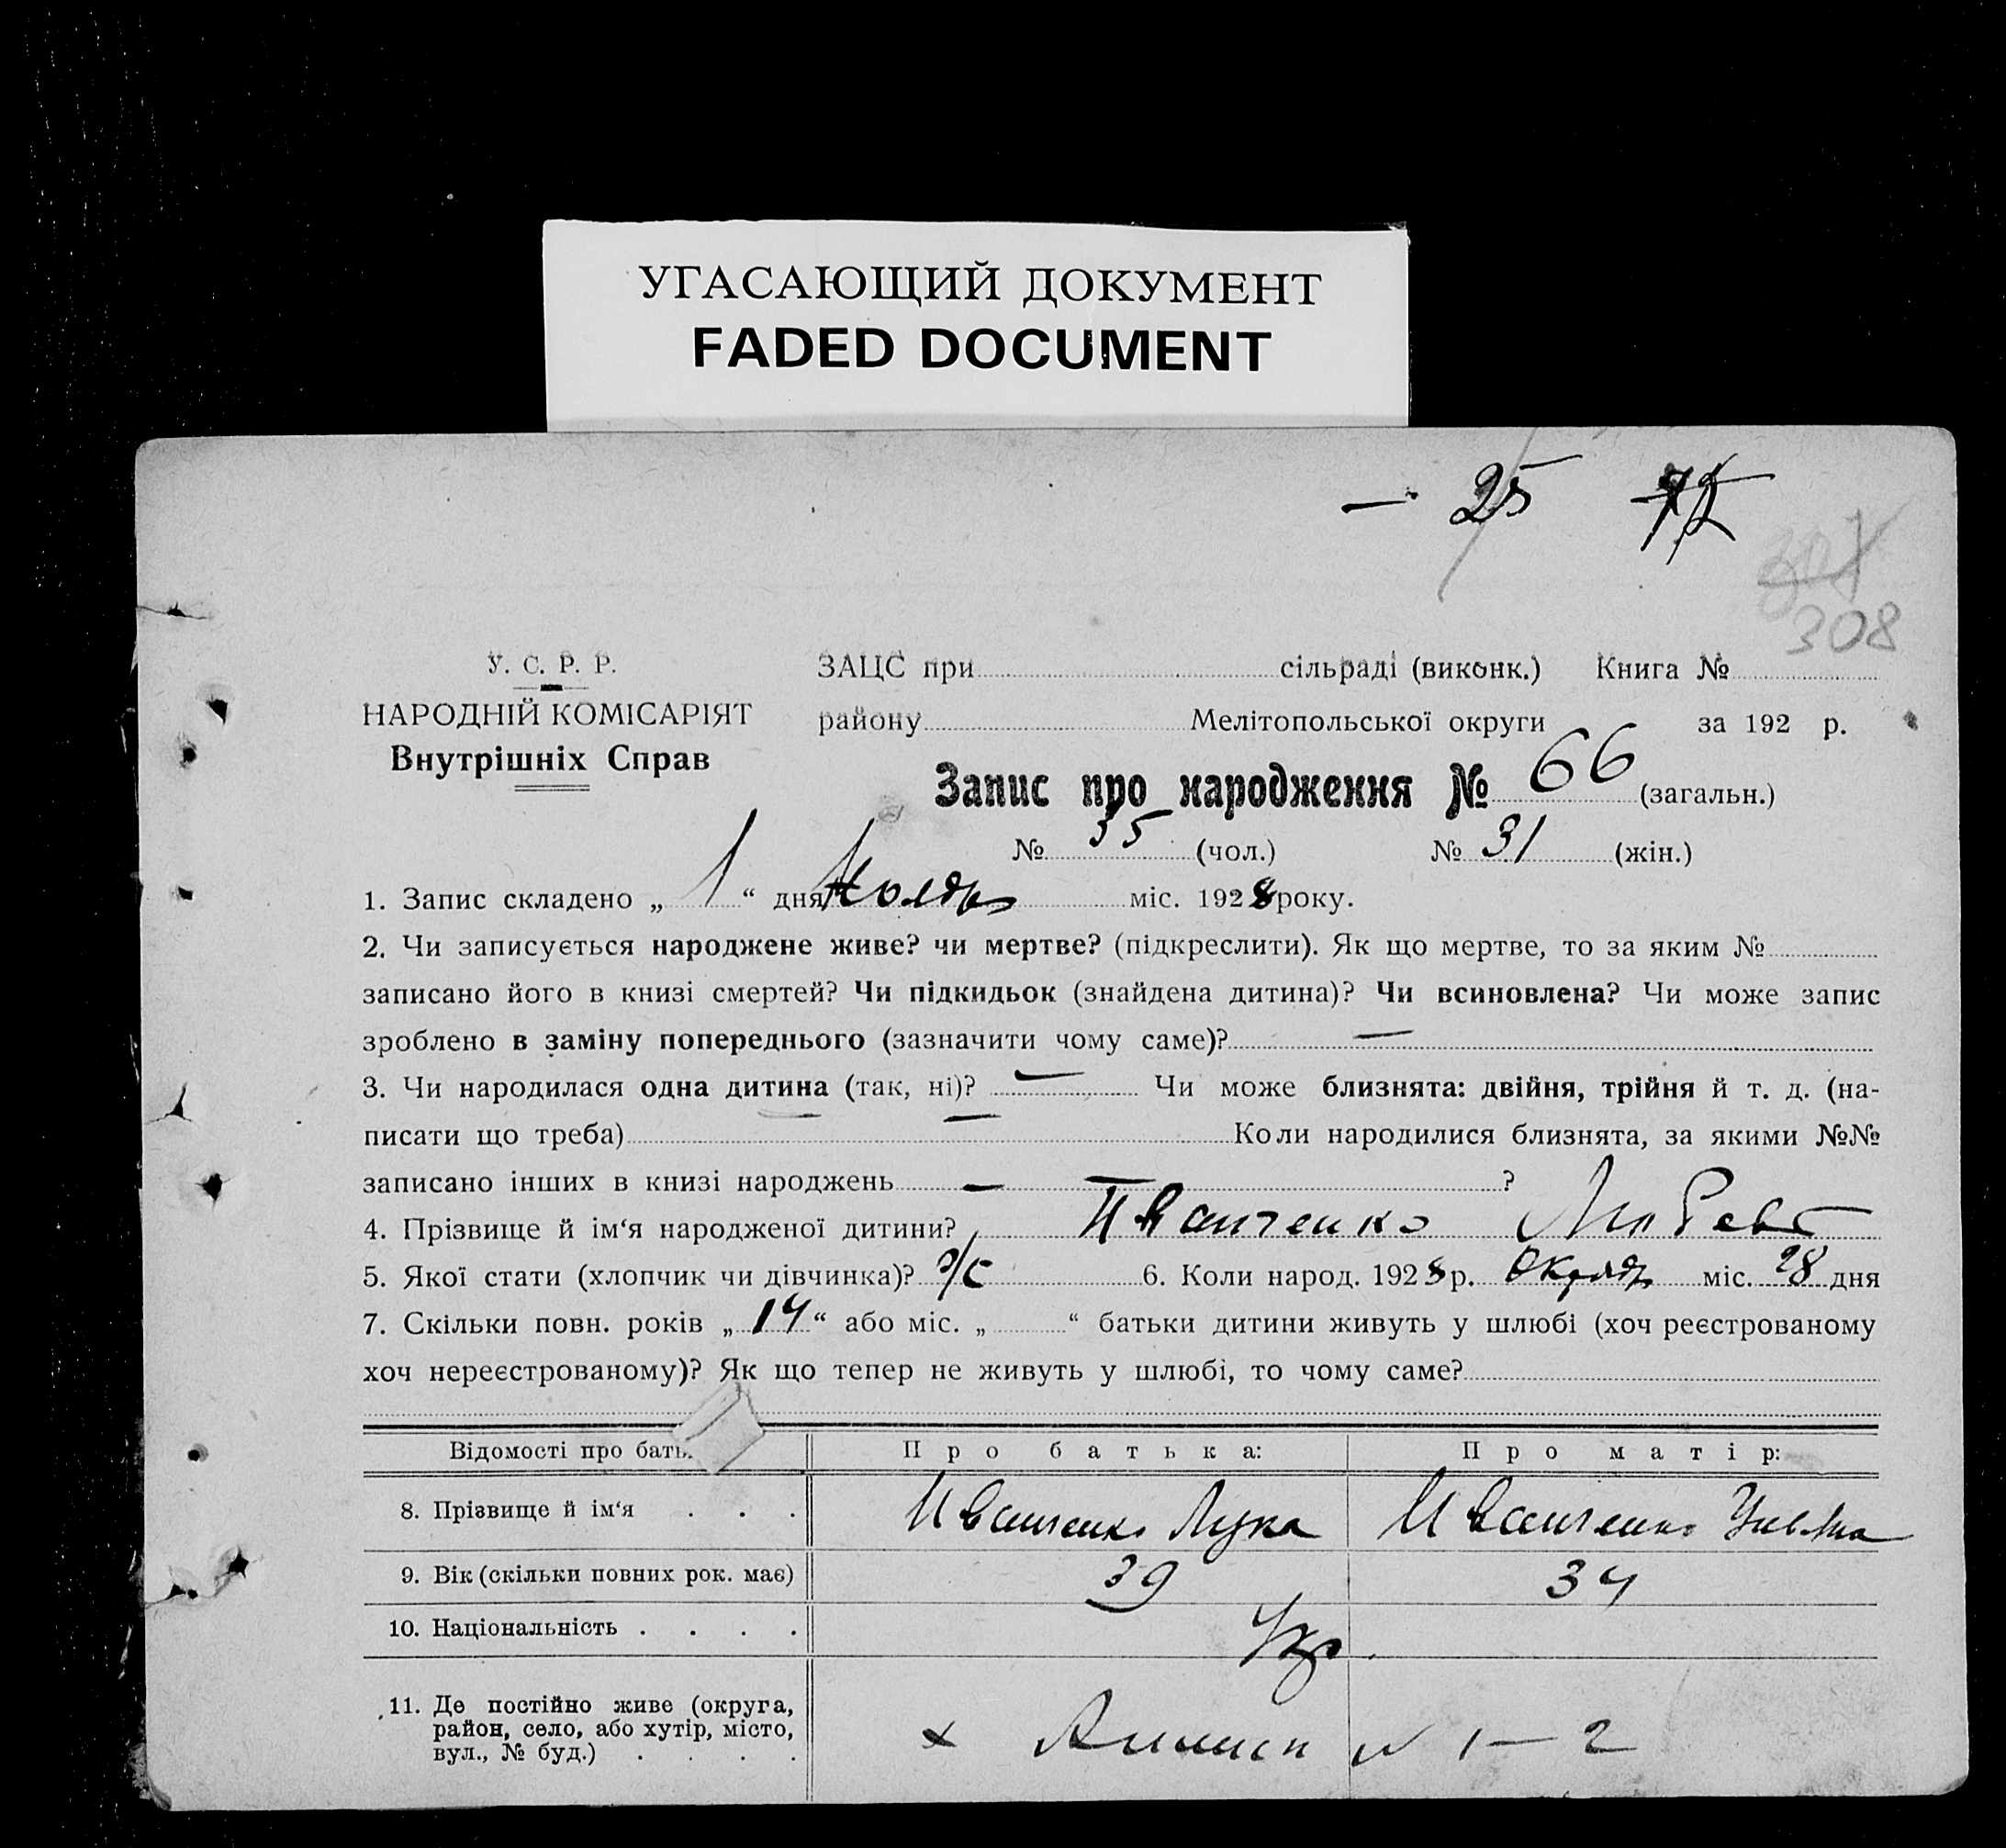 УГАСАЮЩИЙ ДОКУМЕНТ
FADED DOCUMENT
— 25 72
308
У. С. Р. Р.
НАРОДНІЙ КОМІСАРІЯТ
Внутрішніх Справ
ЗАЦС при сільраді (виконк.) Книга №
району Мелітопольської округи за 192 р.
Запис про народження № 66 (загальн.)
№ 35 (чол.) № 31 (жін.)
1. Запис складено „ 1 “ дня міс. 1928 року.
2. Чи записується народжене живе? чи мертве? (підкреслити). Як що мертве, то за яким №
записано його в книзі смертей? Чи підкидьок (знайдена дитина)? Чи всиновлена? Чи може запис
зроблено в заміну попереднього (зазначити чому саме)? —
3. Чи народилася одна дитина (так, ні)? — Чи може близнята: двійня, трійня й т. д. (на-
писати що треба) — Коли народилися близнята, за якими №№
записано інших в книзі народжень — ?
4. Прізвище й ім‘я народженої дитини? Иванченко
5. Якої стати (хлопчик чи дівчинка)? 6. Коли народ. 1928 р. міс. 28 дня
7. Скільки повн. років „ 14 “ або міс. „ “ батьки дитини живуть у шлюбі (хоч реєстрованому
хоч нереєстрованому)? Як що тепер не живуть у шлюбі, то чому саме?
Відомості про Про батька: Про матір:
8. Прізвище й ім‘я . . . Иванченко Лука Иванченко
9. Вік (скільки повних рок. має) 39 34
10. Національність . . . . Укр.
11. Де постійно живе (округа,
район, село, або хутір, місто,
вул., № буд.) . . . . х 1 — 2